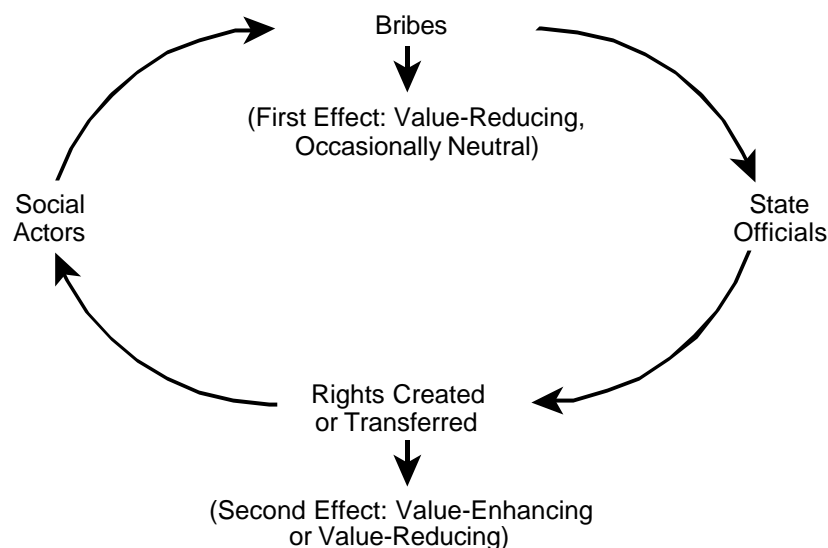 Bribes
(First Effect: Value-Reducing,
Occasionally Neutral)
Social
Actors
State
Officials
Rights Created
or Transferred
(Second Effect: Value-Enhancing
or Value-Reducing)